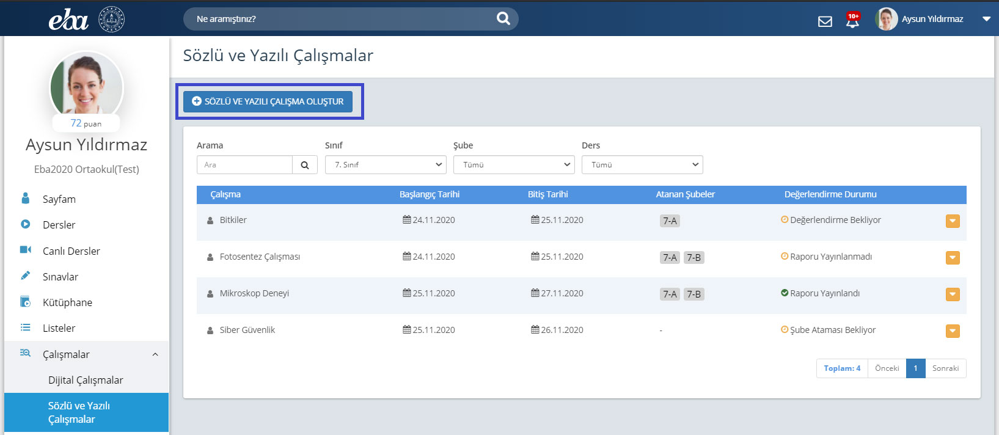 eba
Ne aramıştınız?
10+
Aysun Yıldırmaz
72 puan
Aysun Yıldırmaz
Eba2020 Ortaokul(Test)
Sayfam
Dersler
Canlı Dersler
Sınavlar
Kütüphane
Listeler
Çalışmalar
Dijital Çalışmalar
Sözlü ve Yazılı
Çalışmalar
Sözlü ve Yazılı Çalışmalar
SÖZLÜ VE YAZILI ÇALIŞMA OLUŞTUR
Arama Sınıf Şube Ders
Ara 7. Sınıf Tümü Tümü
Çalışma Başlangıç Tarihi Bitiş Tarihi Atanan Şubeler Değerlendirme Durumu
Bitkiler 24.11.2020 25.11.2020 7-A Değerlendirme Bekliyor
Fotosentez Çalışması 24.11.2020 25.11.2020 7-A 7-B Raporu Yayınlanmadı
Mikroskop Deneyi 25.11.2020 27.11.2020 7-A 7-B Raporu Yayınlandı
Siber Güvenlik 25.11.2020 26.11.2020 - Şube Ataması Bekliyor
Toplam: 4 Önceki 1 Sonraki